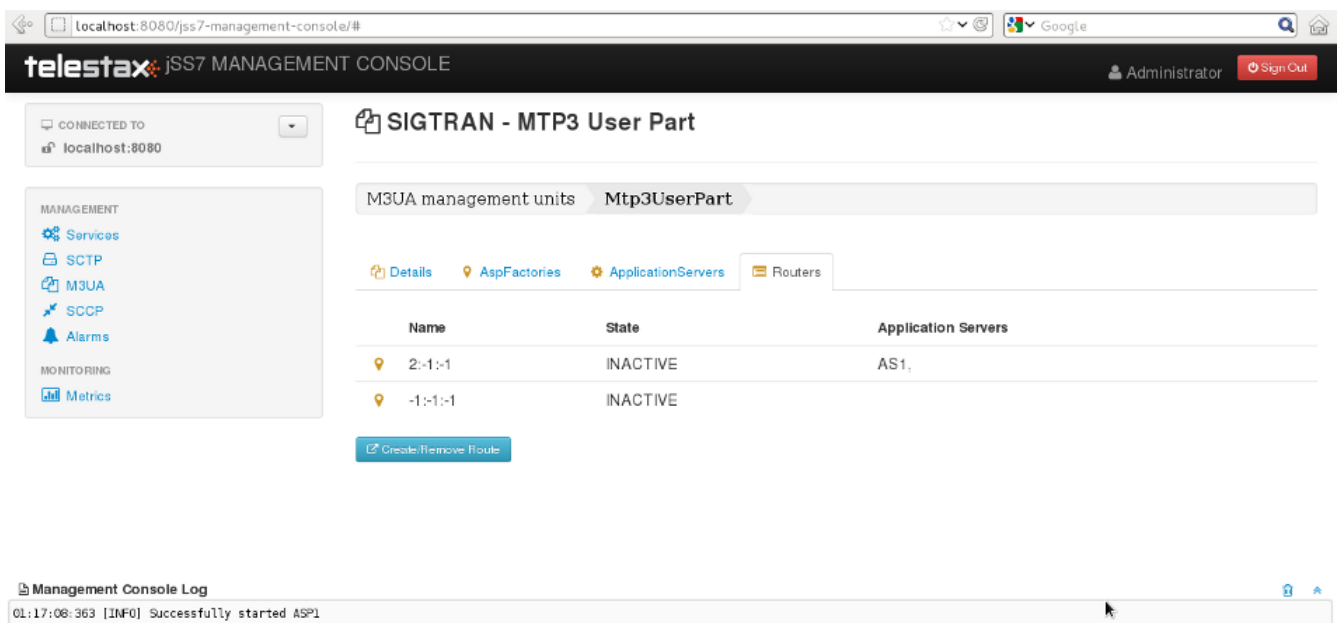 localhost:8080/jss7-management-console/#
Google
telestax jSS7 MANAGEMENT CONSOLE
Administrator
Sign Out
CONNECTED TO
localhost:8080
SIGTRAN - MTP3 User Part
M3UA management units Mtp3UserPart
MANAGEMENT
Services
SCTP
M3UA
SCCP
Alarms
MONITORING
Metrics
Details AspFactories ApplicationServers Routers
Name State Application Servers
2:-1:-1 INACTIVE AS1,
-1:-1:-1 INACTIVE
Create/Remove Route
Management Console Log
01:17:08:363 [INFO] Successfully started ASP1